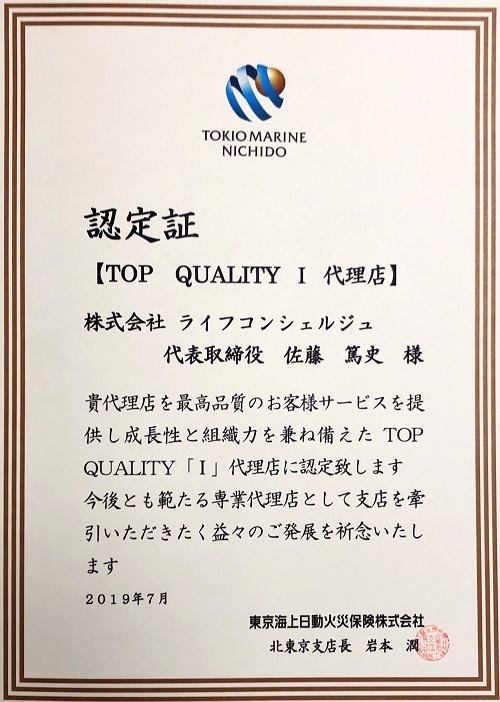 TOKIO MARINE
NICHIDO
認定証
【TOP QUALITY Ⅰ 代理店】
株式会社 ライフコンシェルジュ
代表取締役 佐藤 篤史 様
貴代理店を最高品質のお客様サービスを提
供し成長性と組織力を兼ね備えた TOP
QUALITY「Ⅰ」代理店に認定致します
今後とも範たる専業代理店として支店を牽
引いただきたく益々のご発展を祈念いたし
ます
2019年7月
東京海上日動火災保険株式会社
北東京支店長 岩本 潤